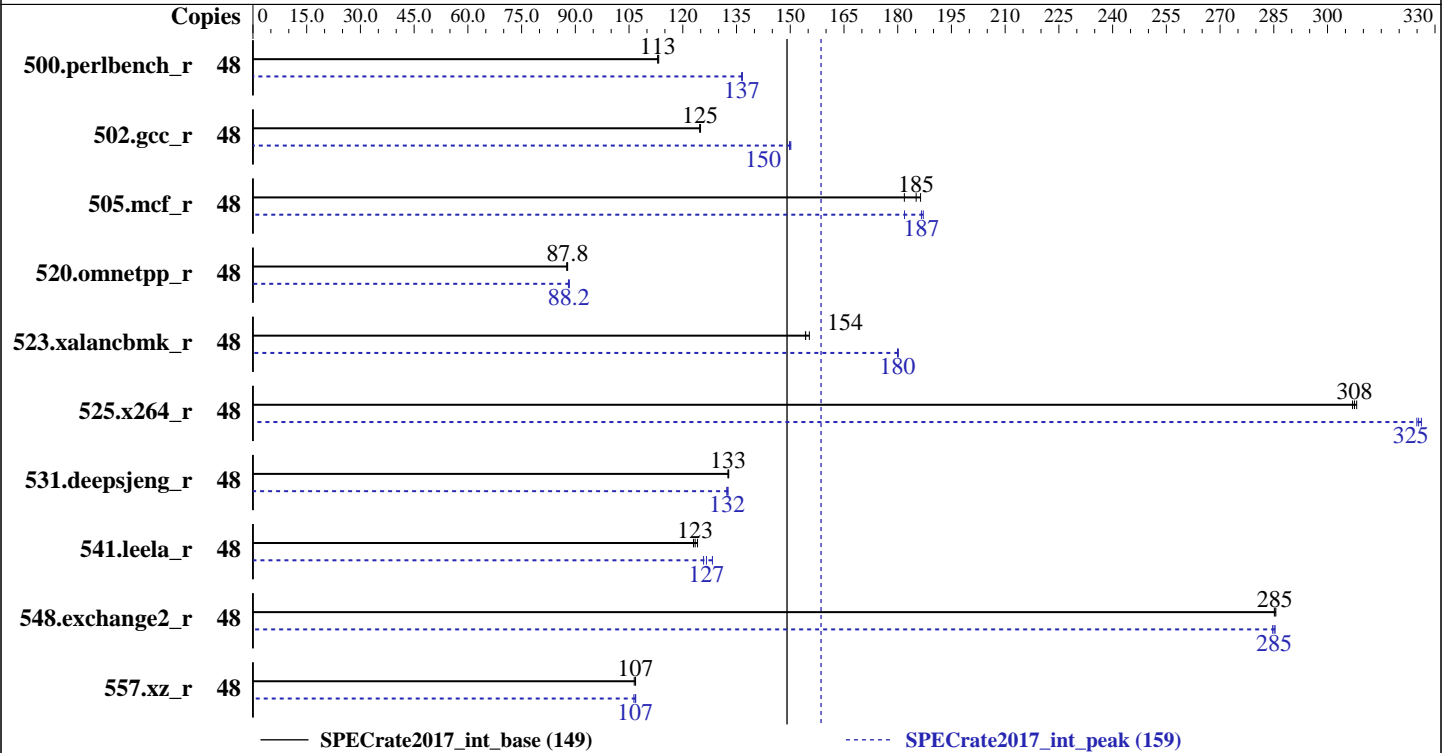 Copies 0 15.0 30.0 45.0 60.0 75.0 90.0 105 120 135 150 165 180 195 210 225 240 255 270 285 300 330
113
500.perlbench_r 48
137
125
502.gcc_r 48
150
185
505.mcf_r 48
187
87.8
520.omnetpp_r 48
88.2
154
523.xalancbmk_r 48
180
308
525.x264_r 48
325
133
531.deepsjeng_r 48
132
123
541.leela_r 48
127
285
548.exchange2_r 48
285
107
557.xz_r 48
107
SPECrate2017_int_base (149) SPECrate2017_int_peak (159)